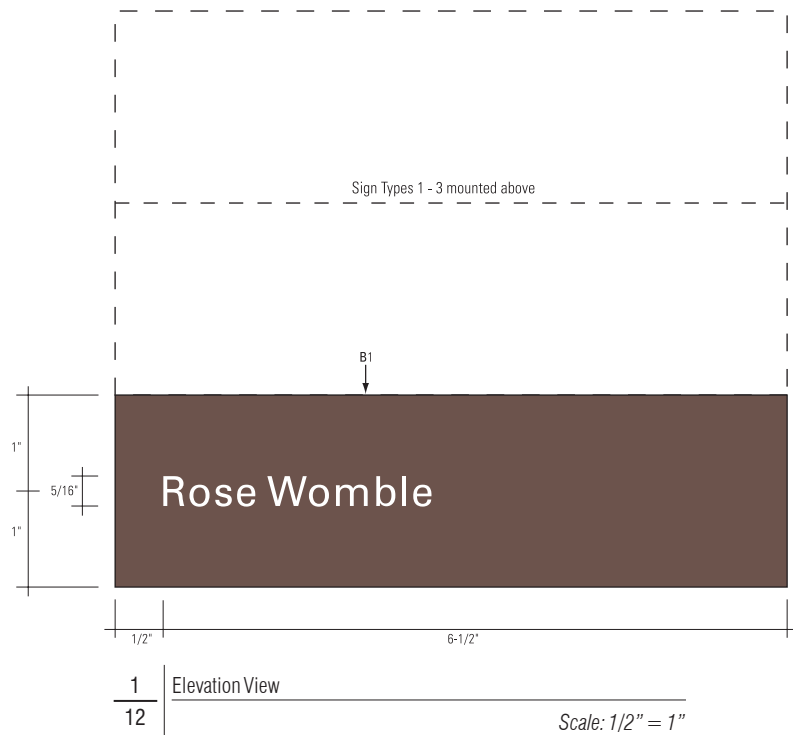 Sign Types 1 - 3 mounted above
B1
1"
5/16"
Rose Womble
1"
1/2"
6-1/2"
1
Elevation View
12
Scale: 1/2” = 1”